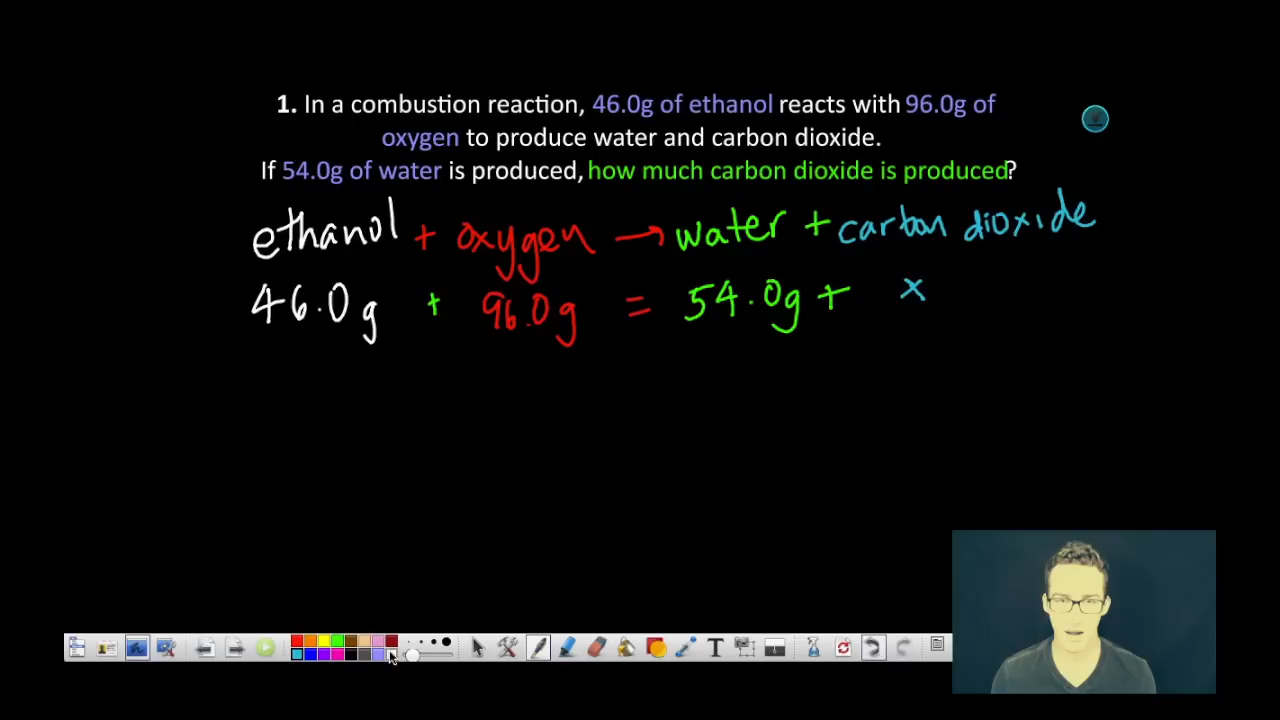 1. In a combustion reaction, 46.0g of ethanol reacts with 96.0g of
oxygen to produce water and carbon dioxide.
If 54.0g of water is produced, how much carbon dioxide is produced?
ethanol + oxygen → water + carbon dioxide
46.0g + 96.0g = 54.0g + x
T